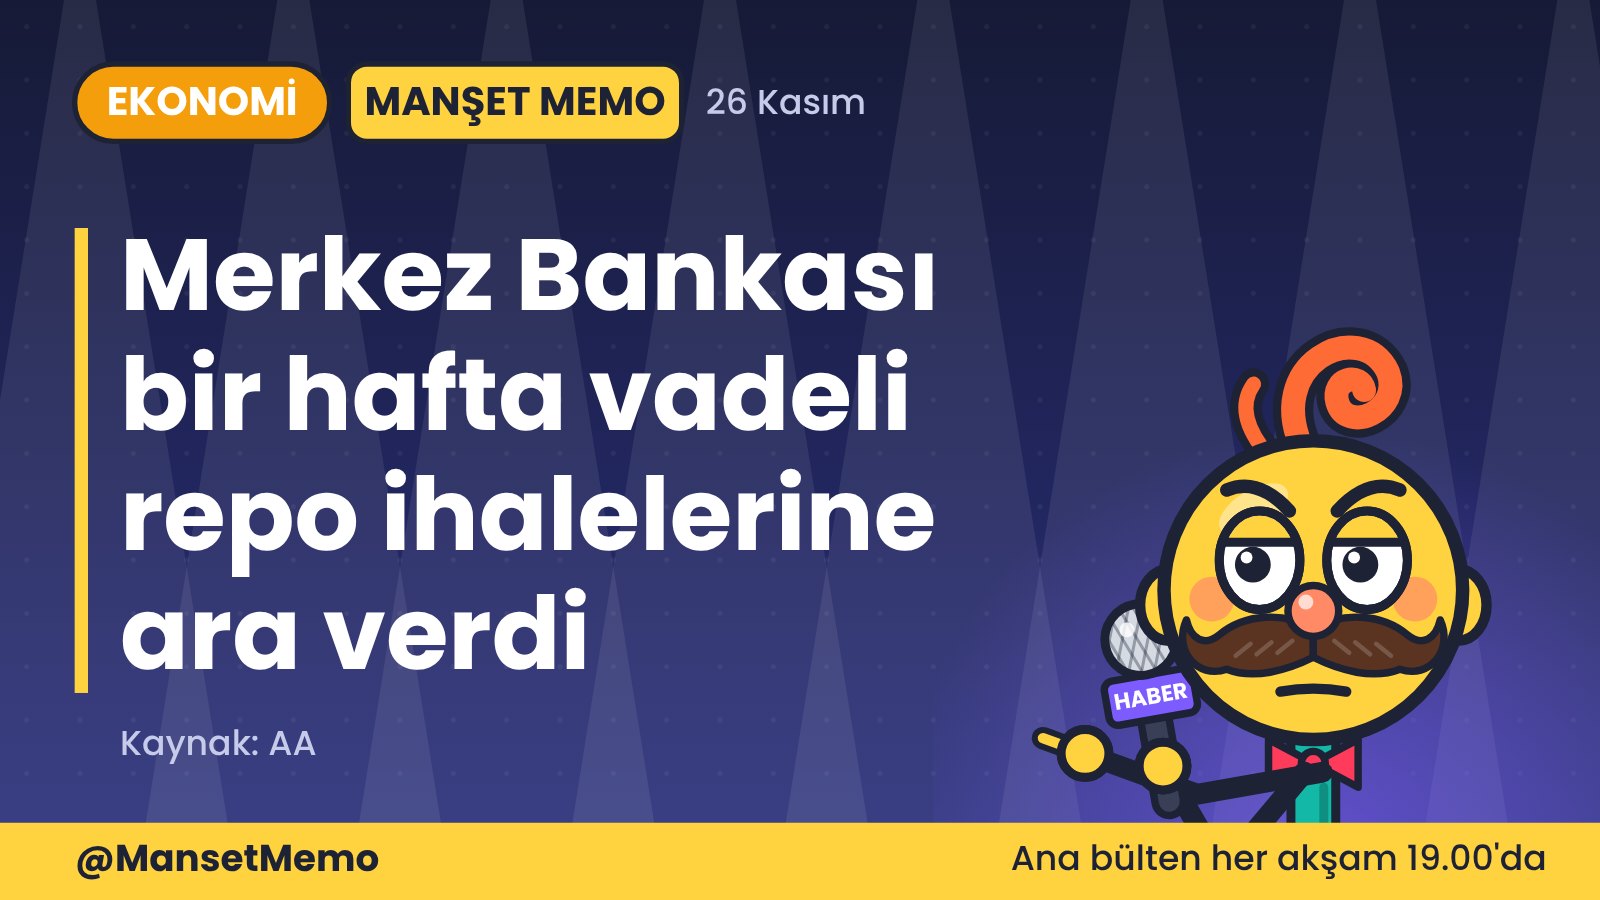 EKONOMİ MANŞET MEMO 26 Kasım
Merkez Bankası
bir hafta vadeli
repo ihalelerine
ara verdi
Kaynak: AA
HABER
@MansetMemo
Ana bülten her akşam 19.00'da